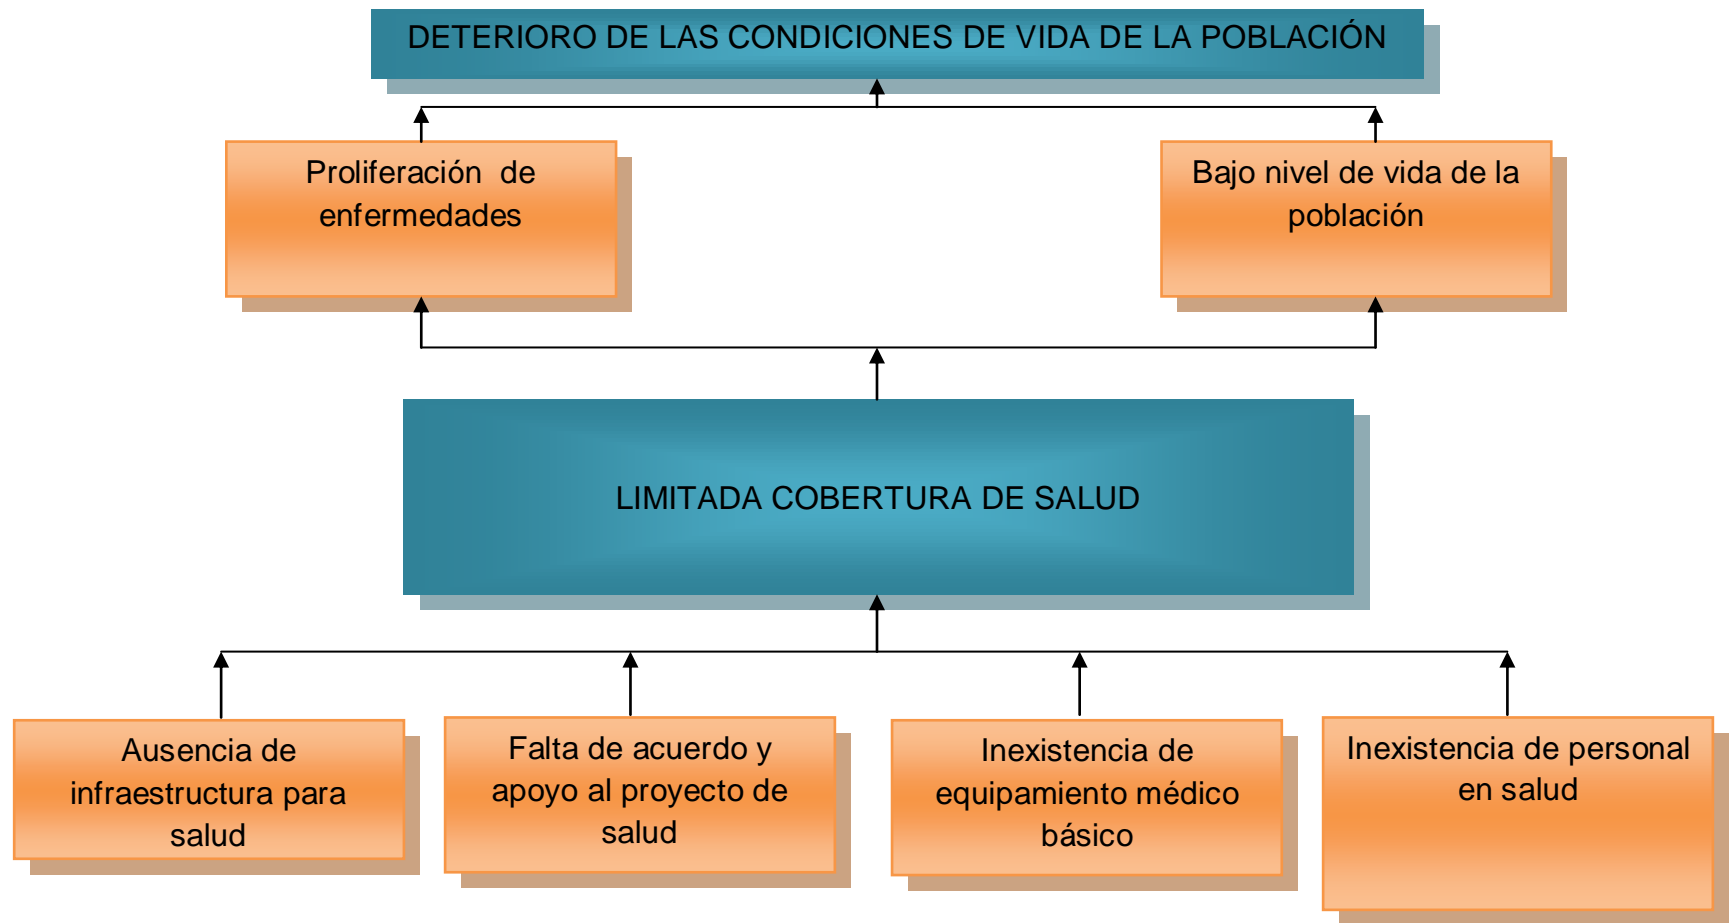 DETERIORO DE LAS CONDICIONES DE VIDA DE LA POBLACIÓN
Proliferación de
enfermedades
Bajo nivel de vida de la
población
LIMITADA COBERTURA DE SALUD
Ausencia de
infraestructura para
salud
Falta de acuerdo y
apoyo al proyecto de
salud
Inexistencia de
equipamiento médico
básico
Inexistencia de personal
en salud